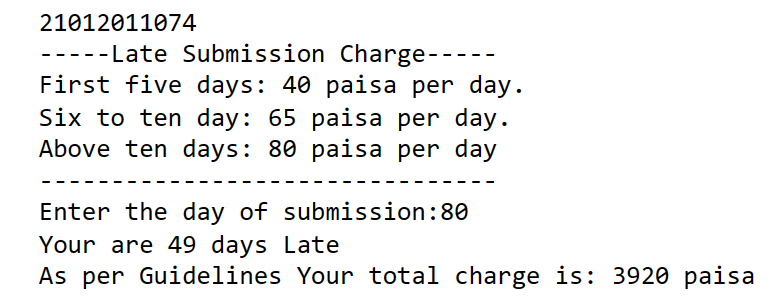 21012011074
-----Late Submission Charge-----
First five days: 40 paisa per day.
Six to ten day: 65 paisa per day.
Above ten days: 80 paisa per day
--------------------------------
Enter the day of submission:80
Your are 49 days Late
As per Guidelines Your total charge is: 3920 paisa